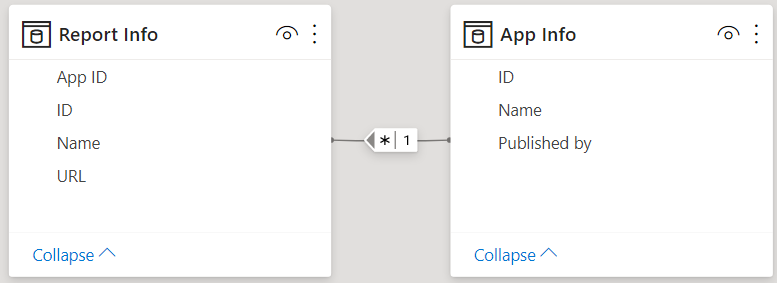 Report Info
App ID
ID
Name
URL
Collapse
* 1
App Info
ID
Name
Published by
Collapse